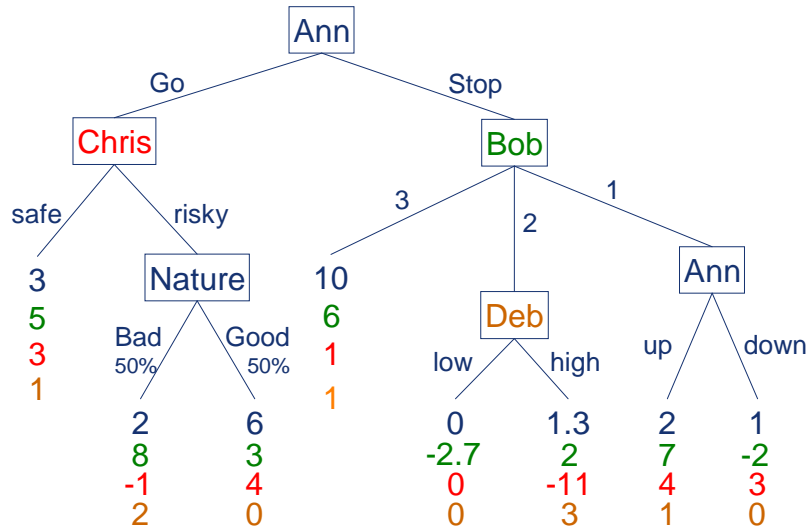 Ann
Go
Stop
Chris
Bob
safe
risky
3
2
1
3
5
3
1
Nature
10
6
1
1
Deb
Ann
Bad
50%
Good
50%
low
high
up
down
2
8
-1
2
6
3
4
0
0
-2.7
0
0
1.3
2
-11
3
2
7
4
1
1
-2
3
0